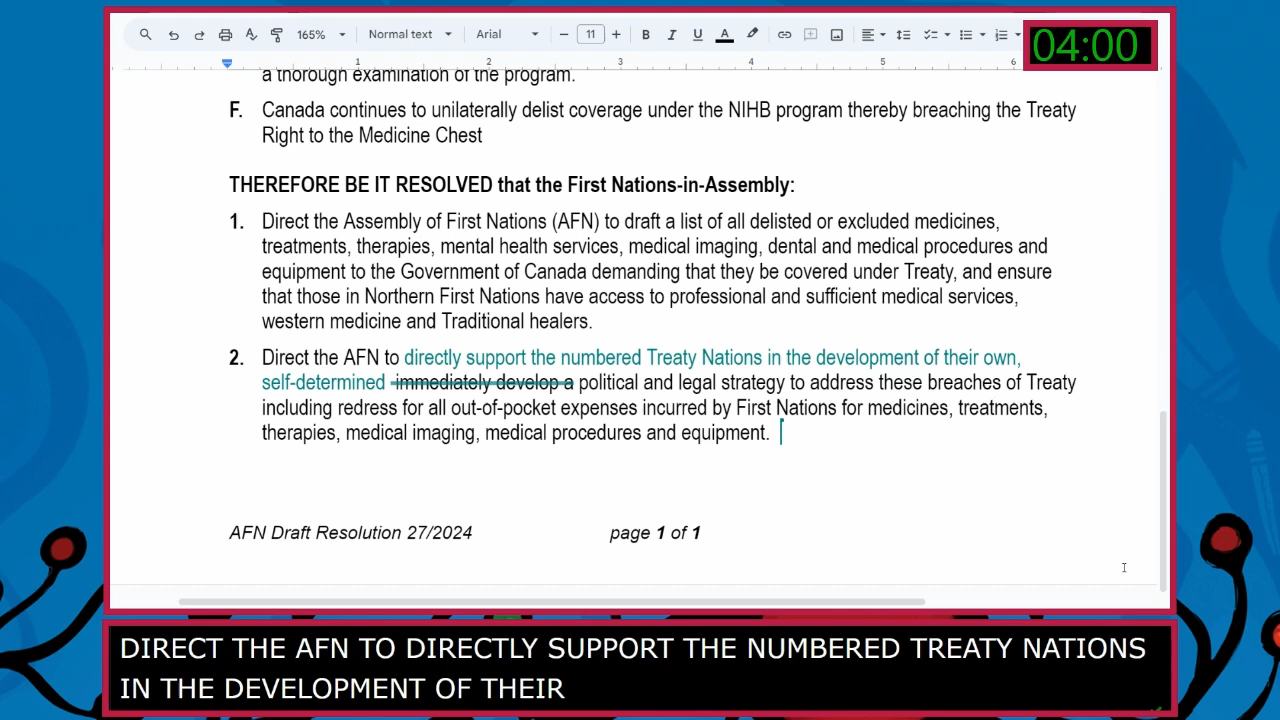 165%
Normal text
Arial
11
B I U A
04:00
1 2 3 4 5 6
a thorough examination of the program.
F. Canada continues to unilaterally delist coverage under the NIHB program thereby breaching the Treaty
Right to the Medicine Chest
THEREFORE BE IT RESOLVED that the First Nations-in-Assembly:
1. Direct the Assembly of First Nations (AFN) to draft a list of all delisted or excluded medicines,
treatments, therapies, mental health services, medical imaging, dental and medical procedures and
equipment to the Government of Canada demanding that they be covered under Treaty, and ensure
that those in Northern First Nations have access to professional and sufficient medical services,
western medicine and Traditional healers.
2. Direct the AFN to directly support the numbered Treaty Nations in the development of their own,
self-determined immediately develop a political and legal strategy to address these breaches of Treaty
including redress for all out-of-pocket expenses incurred by First Nations for medicines, treatments,
therapies, medical imaging, medical procedures and equipment.
AFN Draft Resolution 27/2024 page 1 of 1
DIRECT THE AFN TO DIRECTLY SUPPORT THE NUMBERED TREATY NATIONS
IN THE DEVELOPMENT OF THEIR